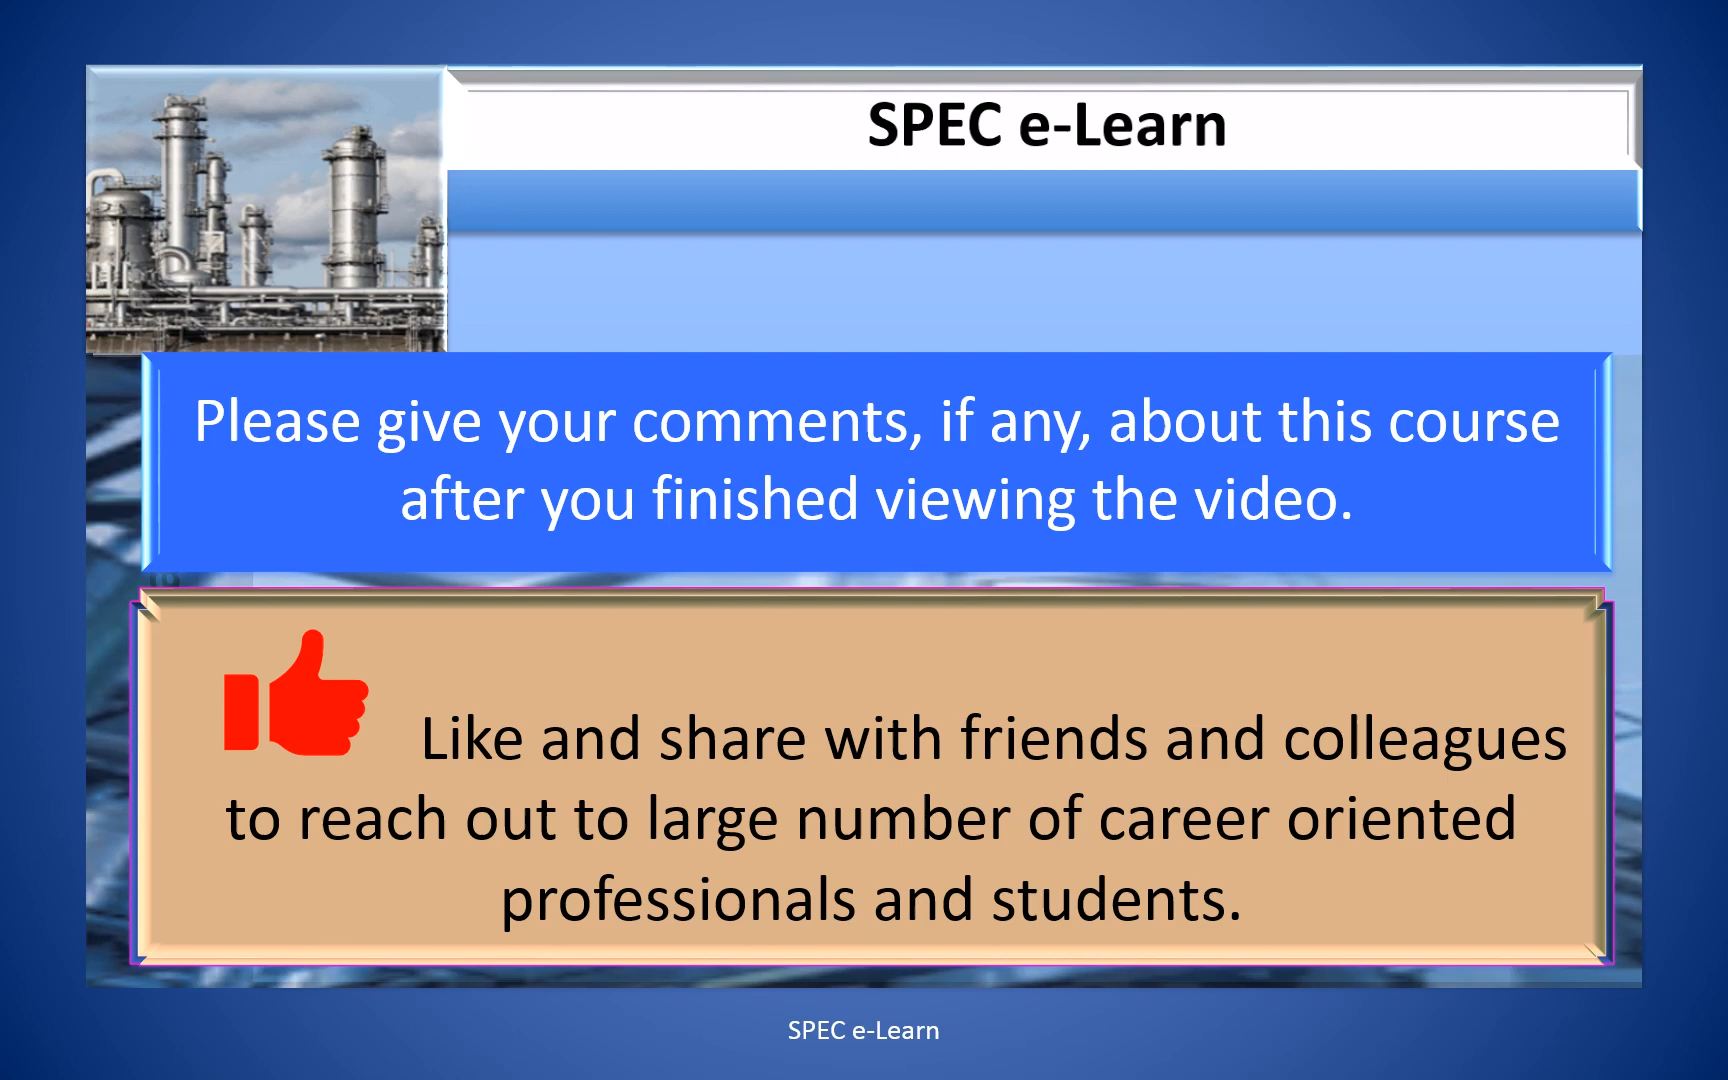 SPEC e-Learn
Please give your comments, if any, about this course
after you finished viewing the video.
Like and share with friends and colleagues
to reach out to large number of career oriented
professionals and students.
SPEC e-Learn